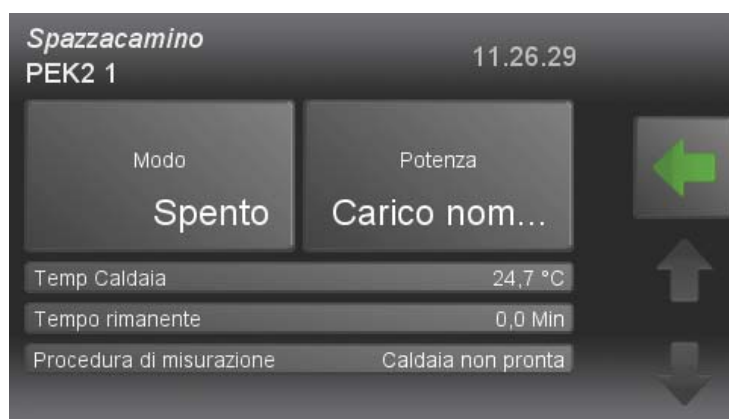 Spazzacamino
PEK2 1
11.26.29
Modo
Spento
Potenza
Carico nom...
Temp Caldaia 24,7 °C
Tempo rimanente 0,0 Min
Procedura di misurazione Caldaia non pronta